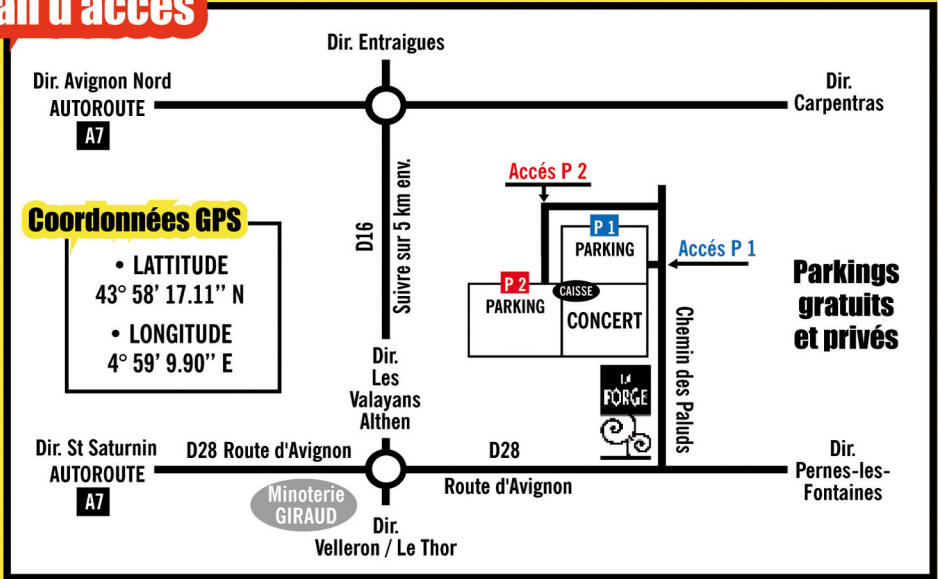 d'accès
Dir. Entraigues
Dir. Avignon Nord
AUTOROUTE
A7
Dir.
Carpentras
D16
Suivre sur 5 km env.
Accés P 2
P 1
PARKING
Accés P 1
P 2
PARKING
CAISSE
CONCERT
Chemin des Paluds
Parkings
gratuits
et privés
Coordonnées GPS
• LATTITUDE
43° 58' 17.11'' N
• LONGITUDE
4° 59' 9.90'' E
Dir.
Les
Valayans
Althen
LA
FORGE
Dir. St Saturnin
AUTOROUTE
A7
D28 Route d'Avignon
D28
Route d'Avignon
Minoterie
GIRAUD
Dir.
Velleron / Le Thor
Dir.
Pernes-les-
Fontaines